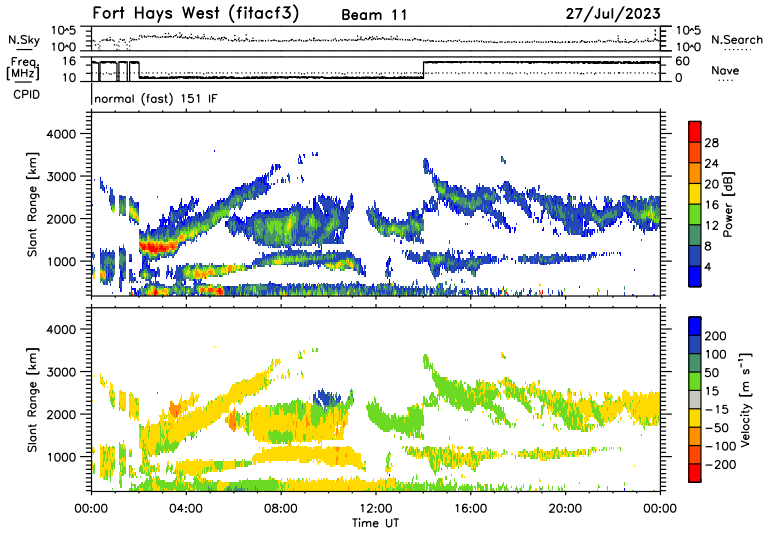 Fort Hays West (fitacf3) Beam 11 27/Jul/2023
N.Sky 10^5 10^0 10^5 10^0 N.Search
Freq. [MHz] 16 10 60 0 Nave
CPID normal (fast) 151 IF
Slant Range [km] 4000 3000 2000 1000
28 24 20 16 12 8 4 Power [dB]
Slant Range [km] 4000 3000 2000 1000
200 100 50 15 −15 −50 −100 −200 Velocity [m s⁻¹]
00:00 04:00 08:00 12:00 16:00 20:00 00:00
Time UT